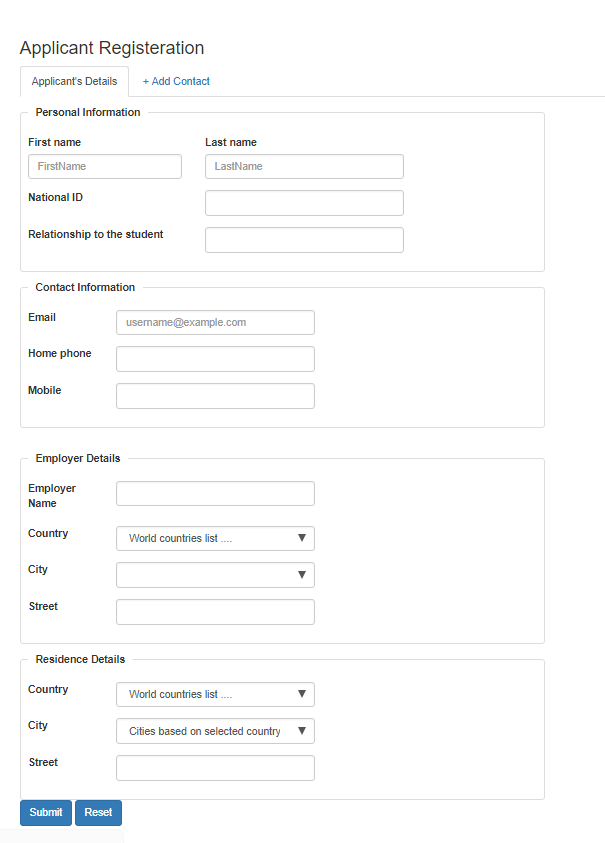 Applicant Registeration
Applicant's Details + Add Contact
Personal Information
First name Last name
FirstName LastName
National ID
Relationship to the student
Contact Information
Email username@example.com
Home phone
Mobile
Employer Details
Employer
Name
Country World countries list ....
City
Street
Residence Details
Country World countries list ....
City Cities based on selected country
Street
Submit Reset